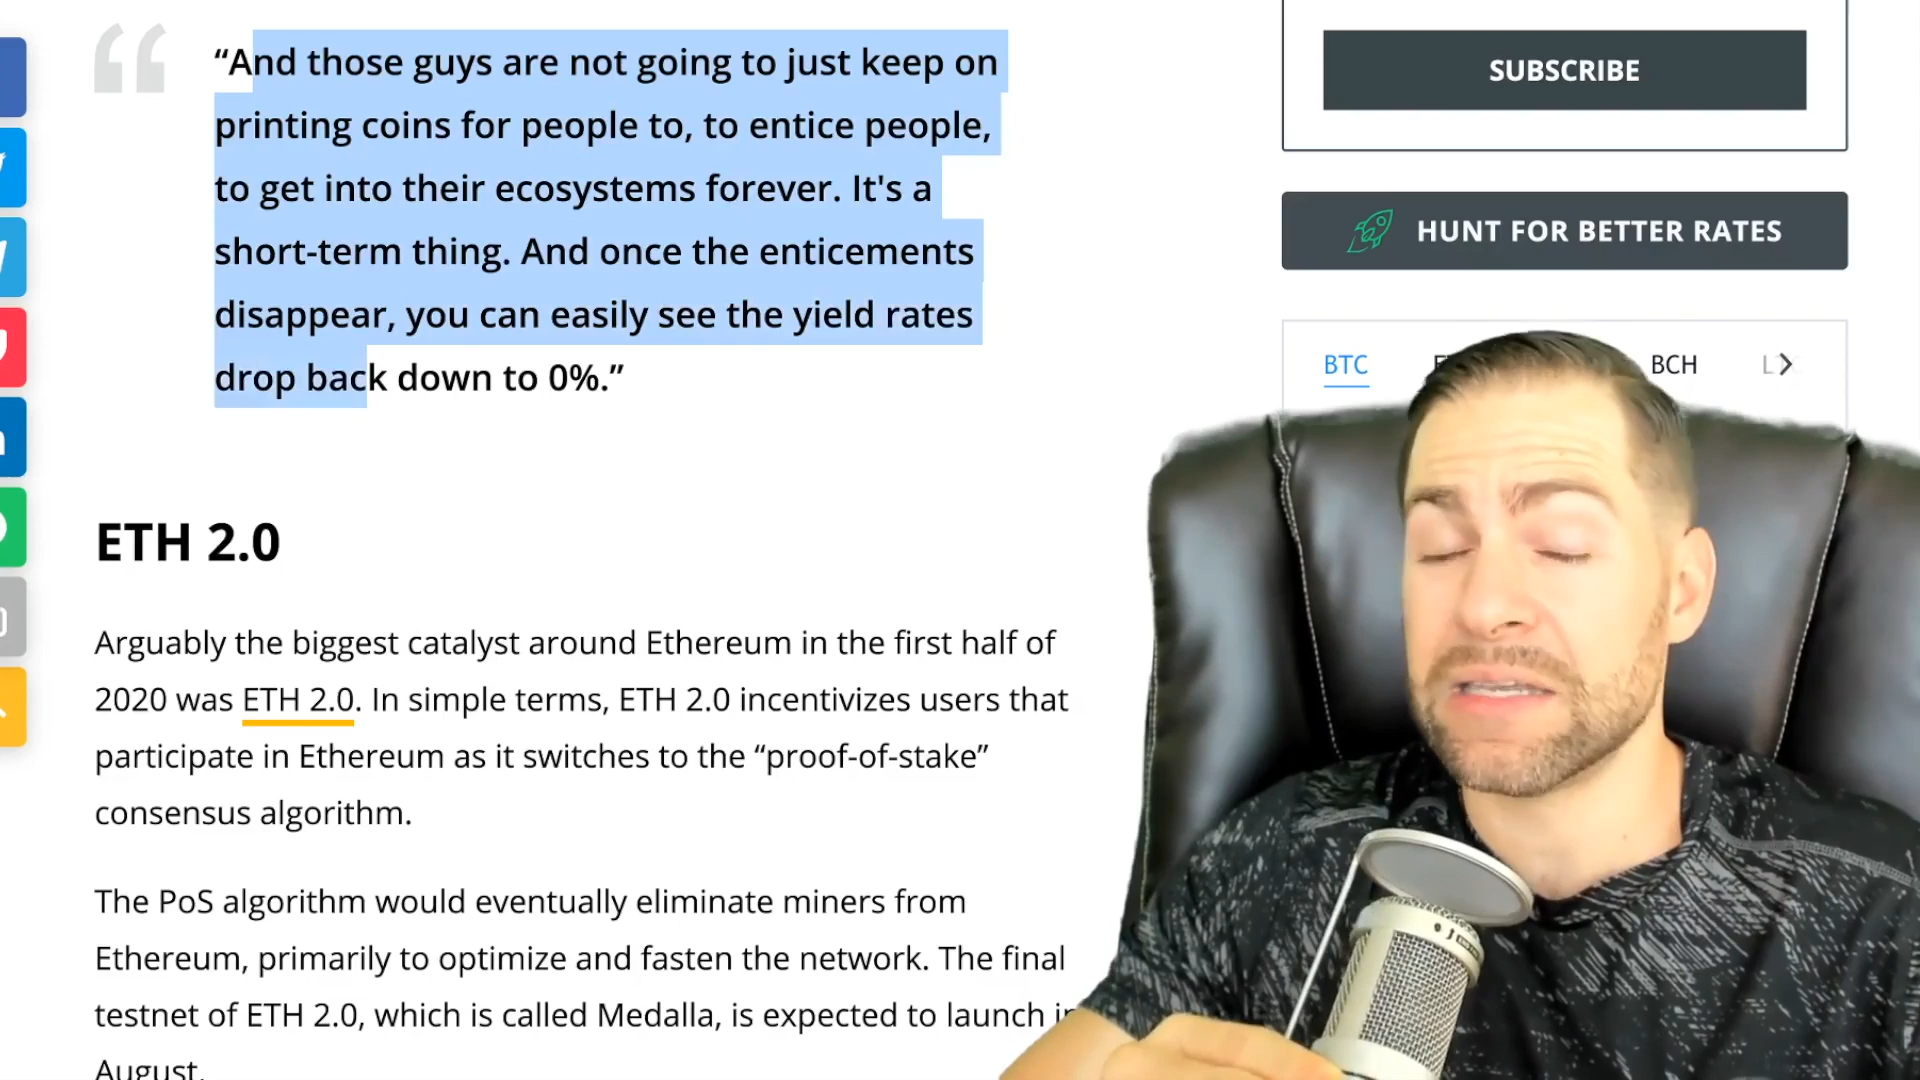 “And those guys are not going to just keep on
printing coins for people to, to entice people,
to get into their ecosystems forever. It's a
short-term thing. And once the enticements
disappear, you can easily see the yield rates
drop back down to 0%.”
ETH 2.0
Arguably the biggest catalyst around Ethereum in the first half of
2020 was ETH 2.0. In simple terms, ETH 2.0 incentivizes users that
participate in Ethereum as it switches to the “proof-of-stake”
consensus algorithm.
The PoS algorithm would eventually eliminate miners from
Ethereum, primarily to optimize and fasten the network. The final
testnet of ETH 2.0, which is called Medalla, is expected to launch
August.
SUBSCRIBE
HUNT FOR BETTER RATES
BTC BCH